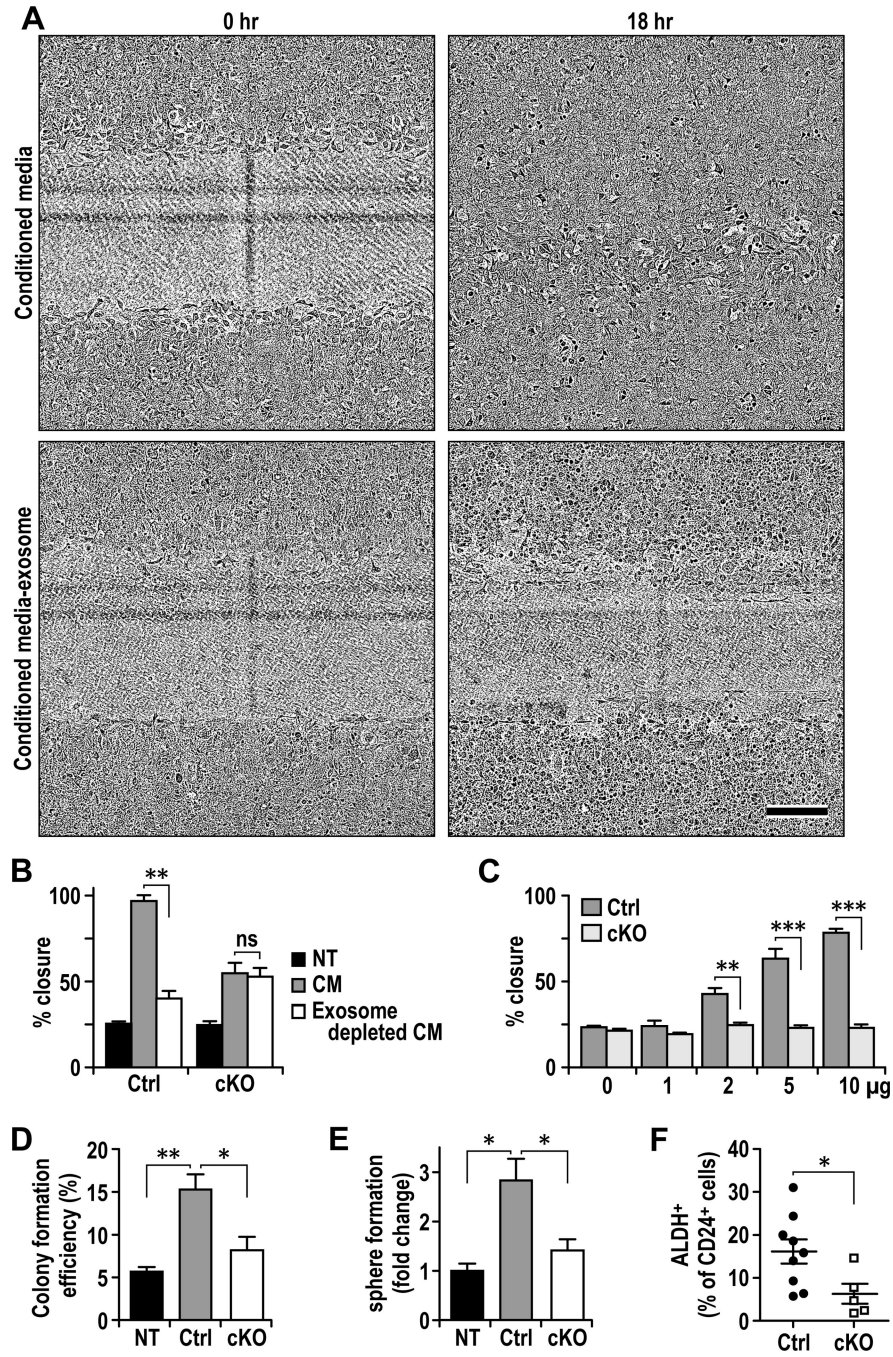 A
0 hr
18 hr
Conditioned media
Conditioned media-exosome
B
% closure
100
50
0
**
ns
Ctrl
cKO
NT
CM
Exosome
depleted CM
C
% closure
100
50
0
Ctrl
cKO
**
***
***
0 1 2 5 10 µg
D
Colony formation
efficiency (%)
20
15
10
5
0
**
*
NT Ctrl cKO
E
sphere formation
(fold change)
3
2
1
0
*
*
NT Ctrl cKO
F
ALDH⁺
(% of CD24⁺ cells)
40
30
20
10
0
*
Ctrl cKO